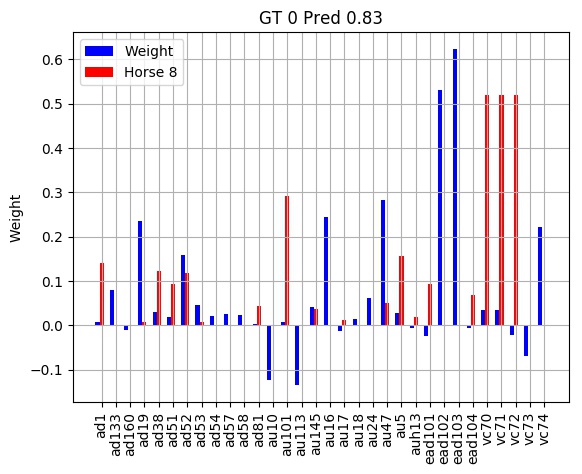 GT 0 Pred 0.83
Weight
Horse 8
Weight
0.6
0.5
0.4
0.3
0.2
0.1
0.0
−0.1
ad1
ad133
ad160
ad19
ad38
ad51
ad52
ad53
ad54
ad57
ad58
ad81
au10
au101
au113
au145
au16
au17
au18
au24
au47
au5
auh13
ead101
ead102
ead103
ead104
vc70
vc71
vc72
vc73
vc74